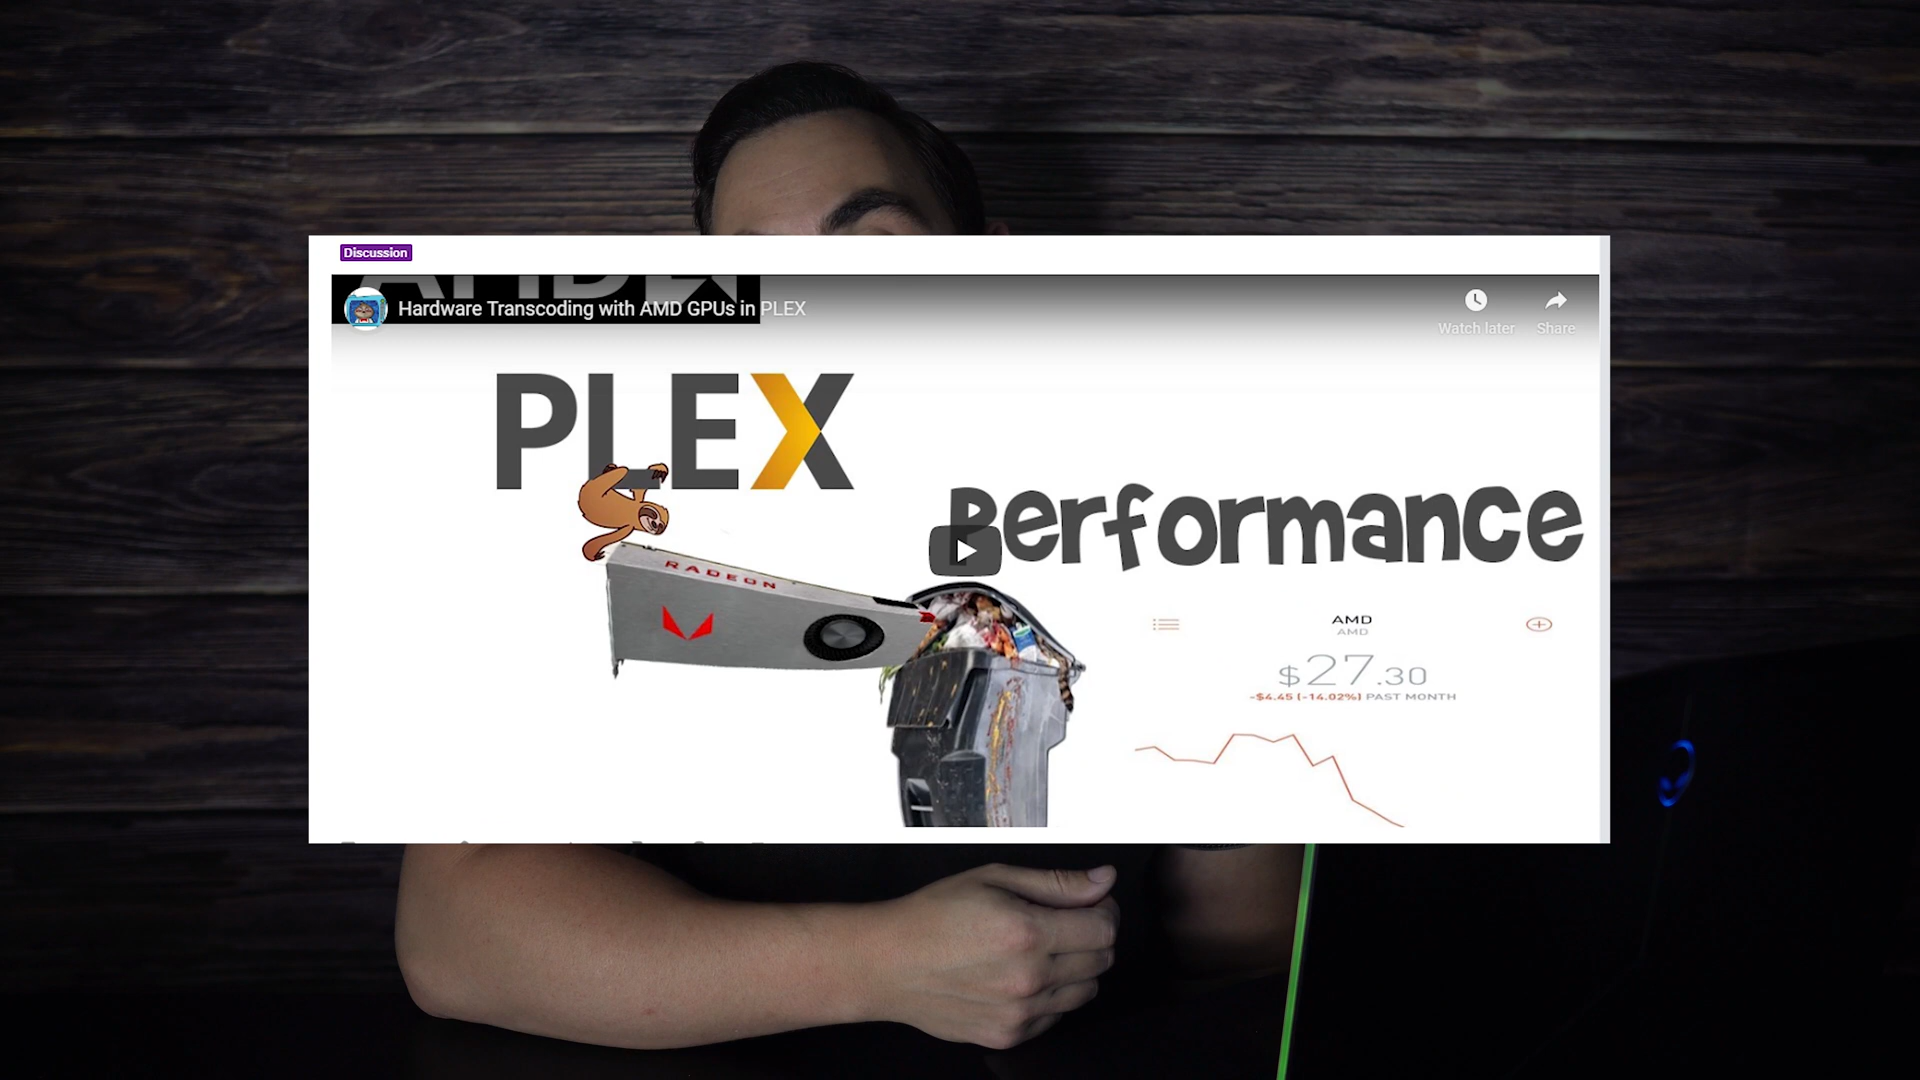 Discussion
Hardware Transcoding with AMD GPUs in PLEX
Watch later
Share
PLEX
Performance
RADEON
AMD
AMD
$27.30
-$4.45 (-14.02%) PAST MONTH